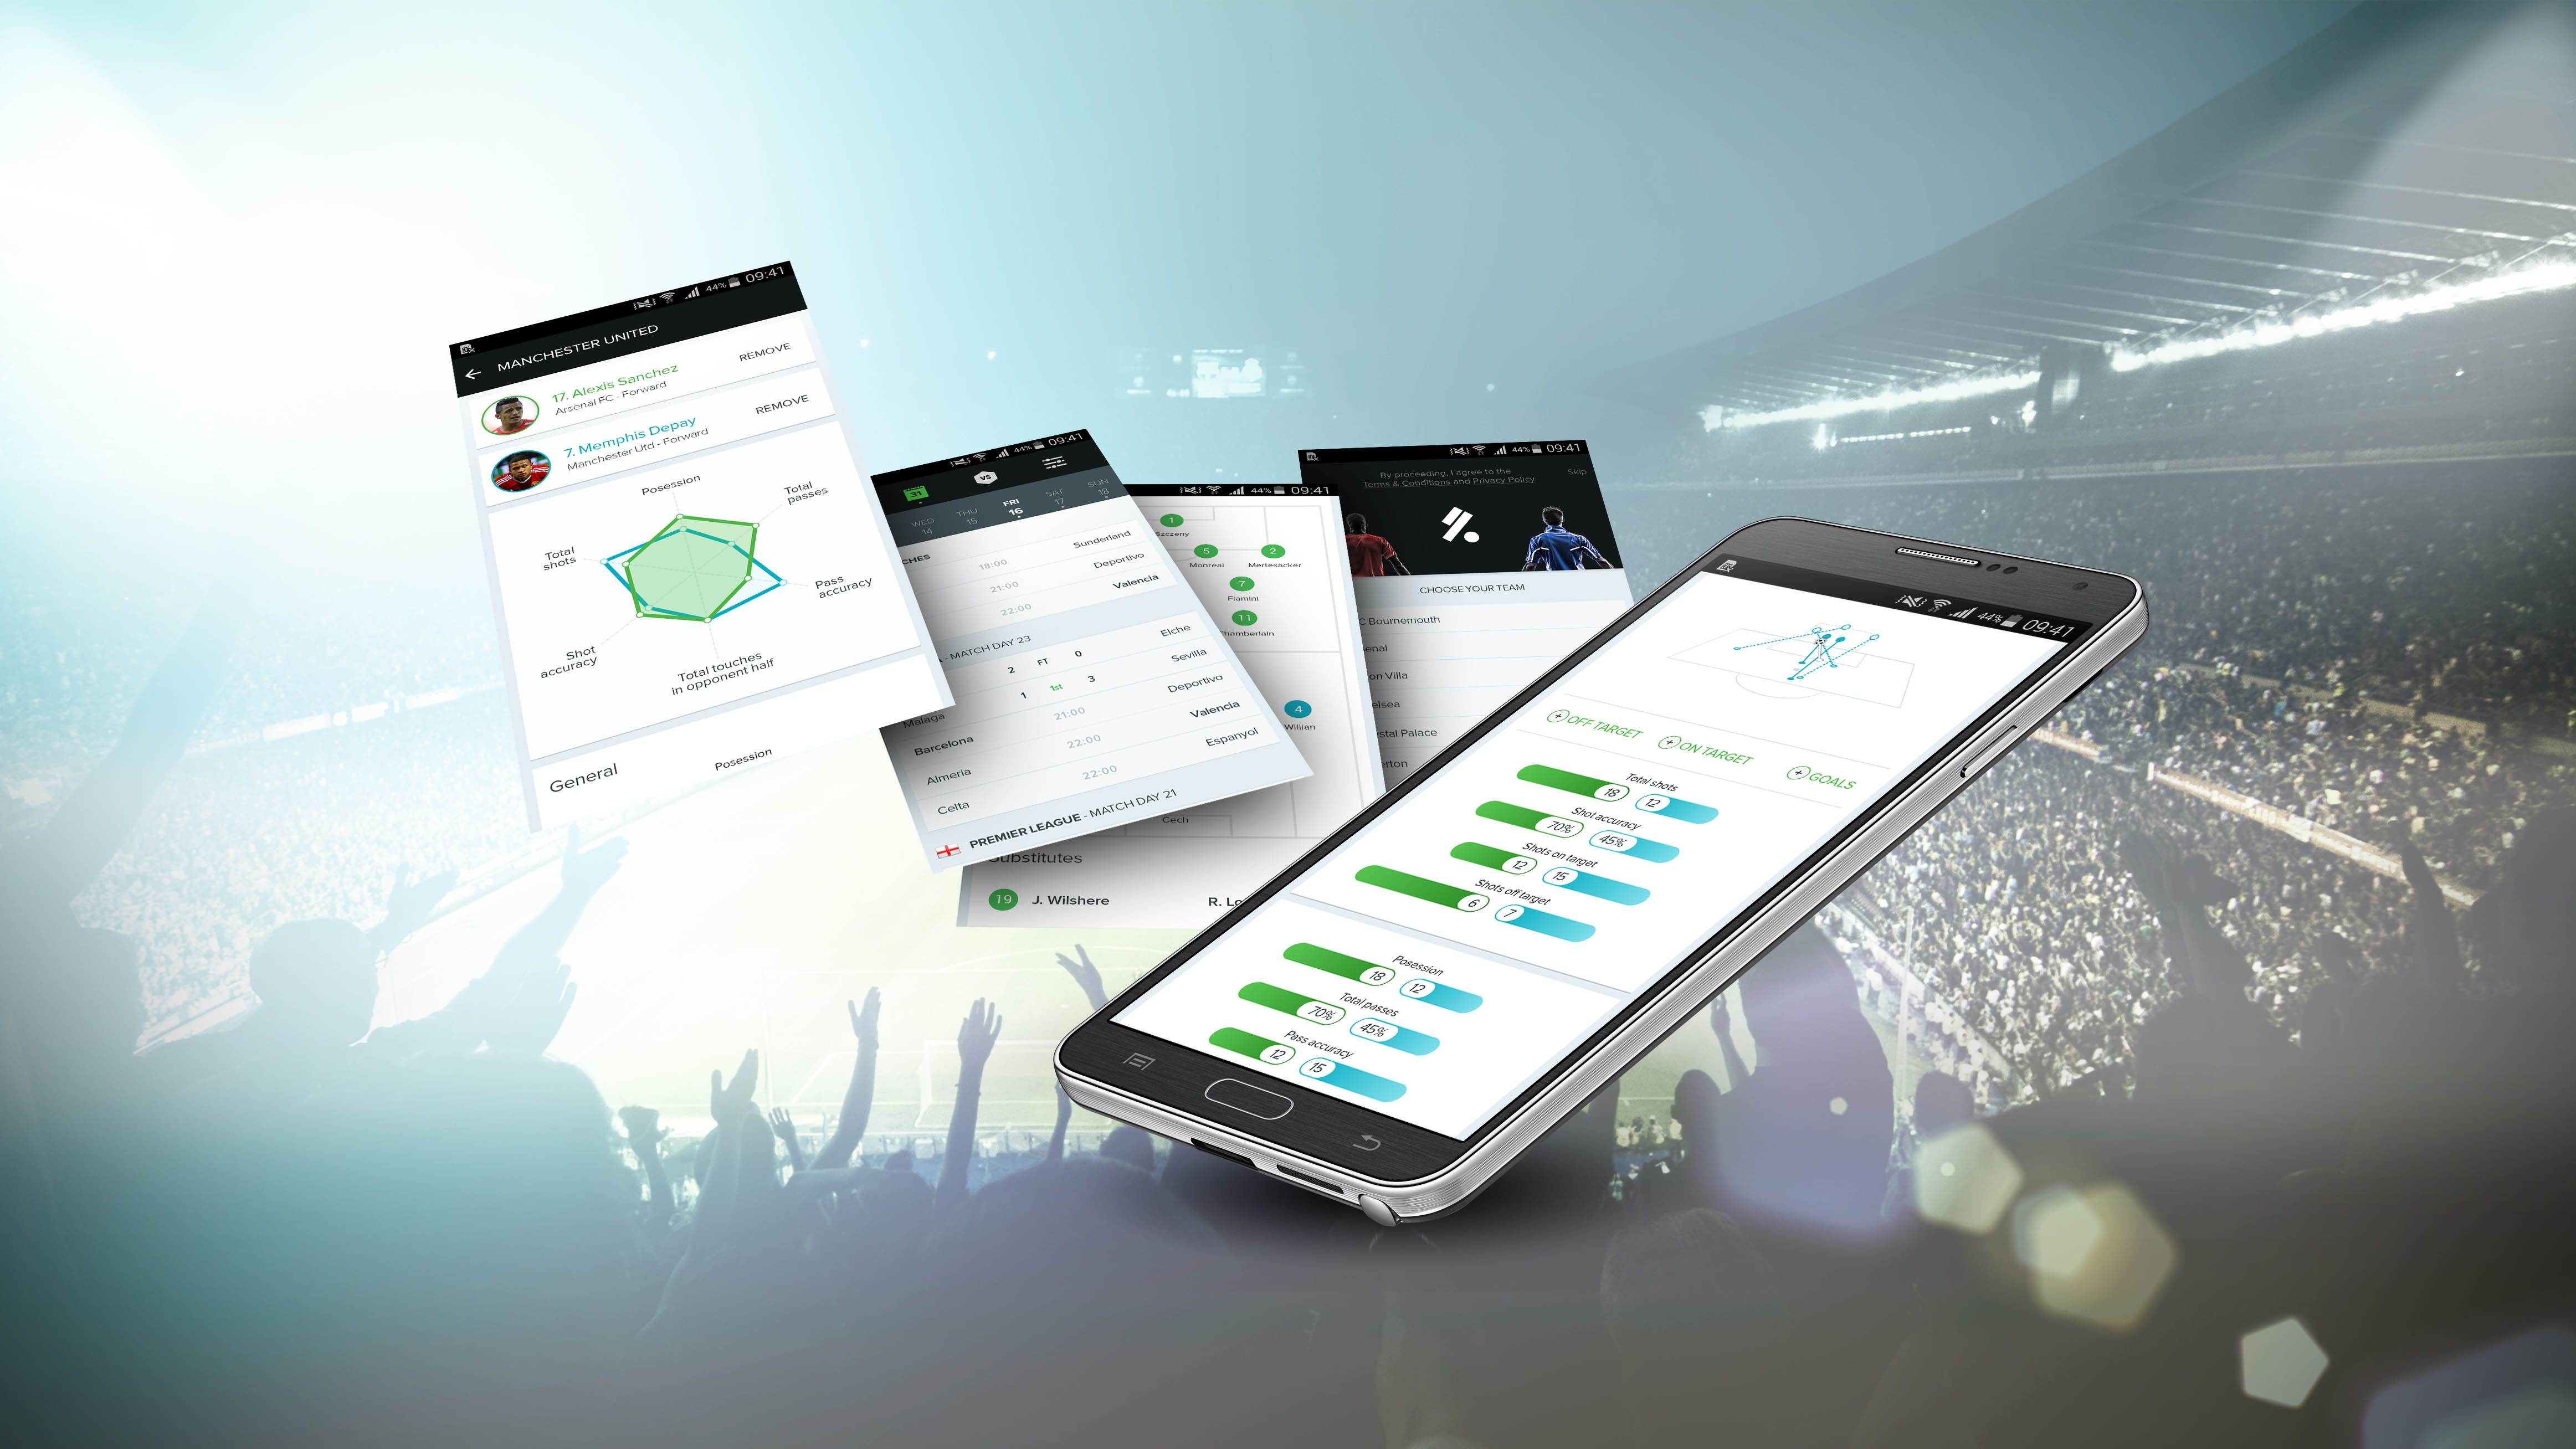 44% 09:41
MANCHESTER UNITED
17. Alexis Sanchez
Arsenal FC - Forward
REMOVE
7. Memphis Depay
Manchester Utd - Forward
REMOVE
Posession
Total
passes
Pass
accuracy
Total touches
in opponent half
Shot
accuracy
Total
shots
General
Posession
44% 09:41
31
VS
WED THU FRI SAT SUN
14 15 16 17 18
CHES
18:00 Sunderland
21:00 Deportivo
22:00 Valencia
- MATCH DAY 23
2 FT 0 Elche
Malaga 1 1st 3 Sevilla
Barcelona 21:00 Deportivo
Almeria 22:00 Valencia
Celta 22:00 Espanyol
PREMIER LEAGUE - MATCH DAY 21
44% 09:41
1
Szczeny
5
Monreal
2
Mertesacker
7
Flamini
11
Chamberlain
4
Willian
Cech
Substitutes
19 J. Wilshere
R. Lo
44% 09:41
By proceeding, I agree to the
Terms & Conditions and Privacy Policy
Skip
CHOOSE YOUR TEAM
C Bournemouth
enal
on Villa
elsea
ystal Palace
erton
44% 09:41
+ OFF TARGET + ON TARGET + GOALS
Total shots
18 12
Shot accuracy
70% 45%
Shots on target
12 15
Shots off target
6 7
Posession
18 12
Total passes
70% 45%
Pass accuracy
12 15